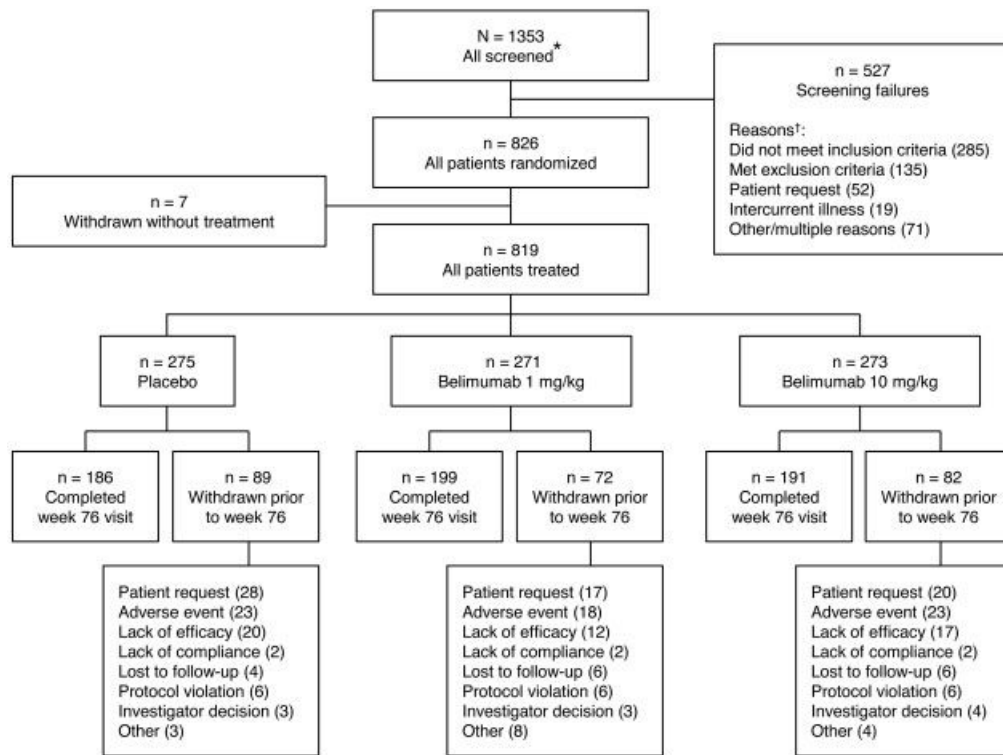 N = 1353
All screened*
n = 527
Screening failures
Reasons†:
Did not meet inclusion criteria (285)
Met exclusion criteria (135)
Patient request (52)
Intercurrent illness (19)
Other/multiple reasons (71)
n = 826
All patients randomized
n = 7
Withdrawn without treatment
n = 819
All patients treated
n = 275
Placebo
n = 271
Belimumab 1 mg/kg
n = 273
Belimumab 10 mg/kg
n = 186
Completed
week 76 visit
n = 89
Withdrawn prior
to week 76
n = 199
Completed
week 76 visit
n = 72
Withdrawn prior
to week 76
n = 191
Completed
week 76 visit
n = 82
Withdrawn prior
to week 76
Patient request (28)
Adverse event (23)
Lack of efficacy (20)
Lack of compliance (2)
Lost to follow-up (4)
Protocol violation (6)
Investigator decision (3)
Other (3)
Patient request (17)
Adverse event (18)
Lack of efficacy (12)
Lack of compliance (2)
Lost to follow-up (6)
Protocol violation (6)
Investigator decision (3)
Other (8)
Patient request (20)
Adverse event (23)
Lack of efficacy (17)
Lack of compliance (2)
Lost to follow-up (6)
Protocol violation (6)
Investigator decision (4)
Other (4)